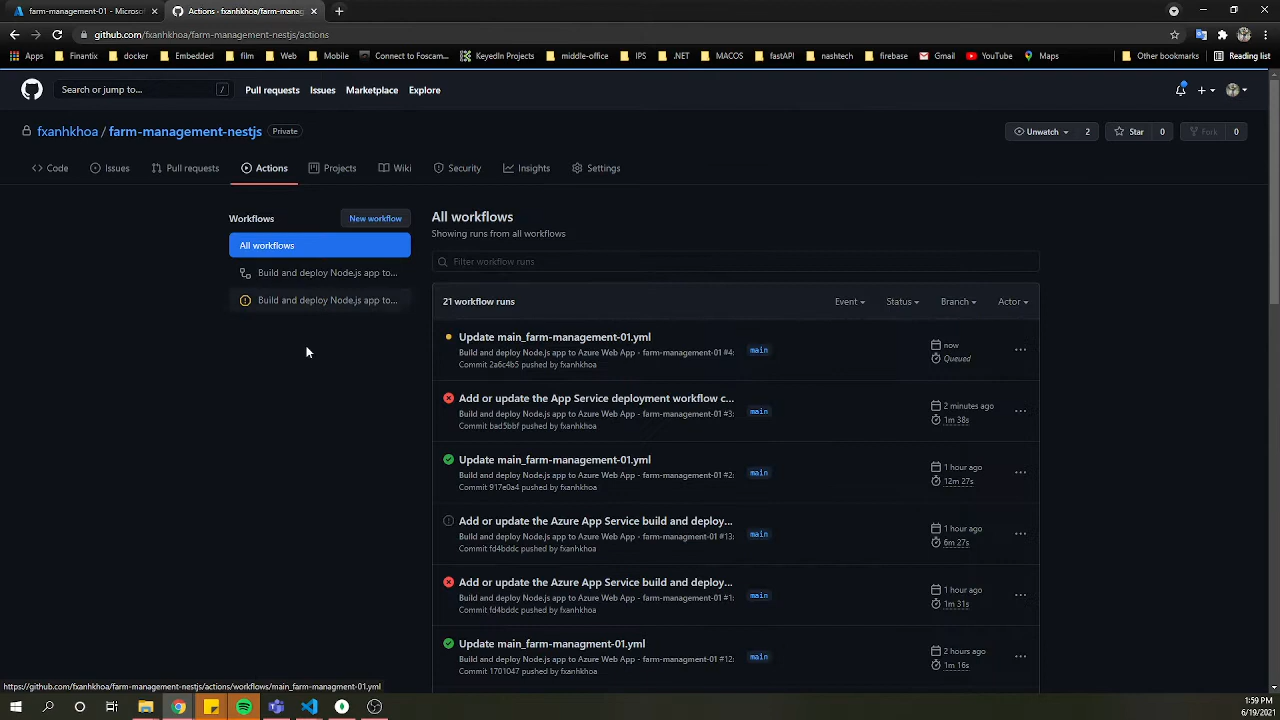 farm-management-01 - Microsoft
Actions · fxanhkhoa/farm-manage
github.com/fxanhkhoa/farm-management-nestjs/actions
Apps Finantix docker Embedded film Web Mobile Connect to Foscam... KeyedIn Projects middle-office IPS .NET MACOS fastAPI nashtech firebase Gmail YouTube Maps Other bookmarks Reading list
Search or jump to... / Pull requests Issues Marketplace Explore
fxanhkhoa / farm-management-nestjs Private Unwatch 2 Star 0 Fork 0
Code Issues Pull requests Actions Projects Wiki Security Insights Settings
Workflows New workflow
All workflows
Build and deploy Node.js app to...
Build and deploy Node.js app to...
All workflows
Showing runs from all workflows
Filter workflow runs
21 workflow runs Event Status Branch Actor
Update main_farm-management-01.yml
Build and deploy Node.js app to Azure Web App - farm-management-01 #4: main
Commit 2a6c4b5 pushed by fxanhkhoa
now
Queued
Add or update the App Service deployment workflow c...
Build and deploy Node.js app to Azure Web App - farm-management-01 #3: main
Commit bad5bbf pushed by fxanhkhoa
2 minutes ago
1m 38s
Update main_farm-management-01.yml
Build and deploy Node.js app to Azure Web App - farm-management-01 #2: main
Commit 917e0a4 pushed by fxanhkhoa
1 hour ago
12m 27s
Add or update the Azure App Service build and deploy...
Build and deploy Node.js app to Azure Web App - farm-managment-01 #13: main
Commit fd4bddc pushed by fxanhkhoa
1 hour ago
6m 27s
Add or update the Azure App Service build and deploy...
Build and deploy Node.js app to Azure Web App - farm-management-01 #1: main
Commit fd4bddc pushed by fxanhkhoa
1 hour ago
1m 31s
Update main_farm-managment-01.yml
Build and deploy Node.js app to Azure Web App - farm-managment-01 #12: main
Commit 1701047 pushed by fxanhkhoa
2 hours ago
1m 16s
https://github.com/fxanhkhoa/farm-management-nestjs/actions/workflows/main_farm-managment-01.yml
1:59 PM
6/19/2021